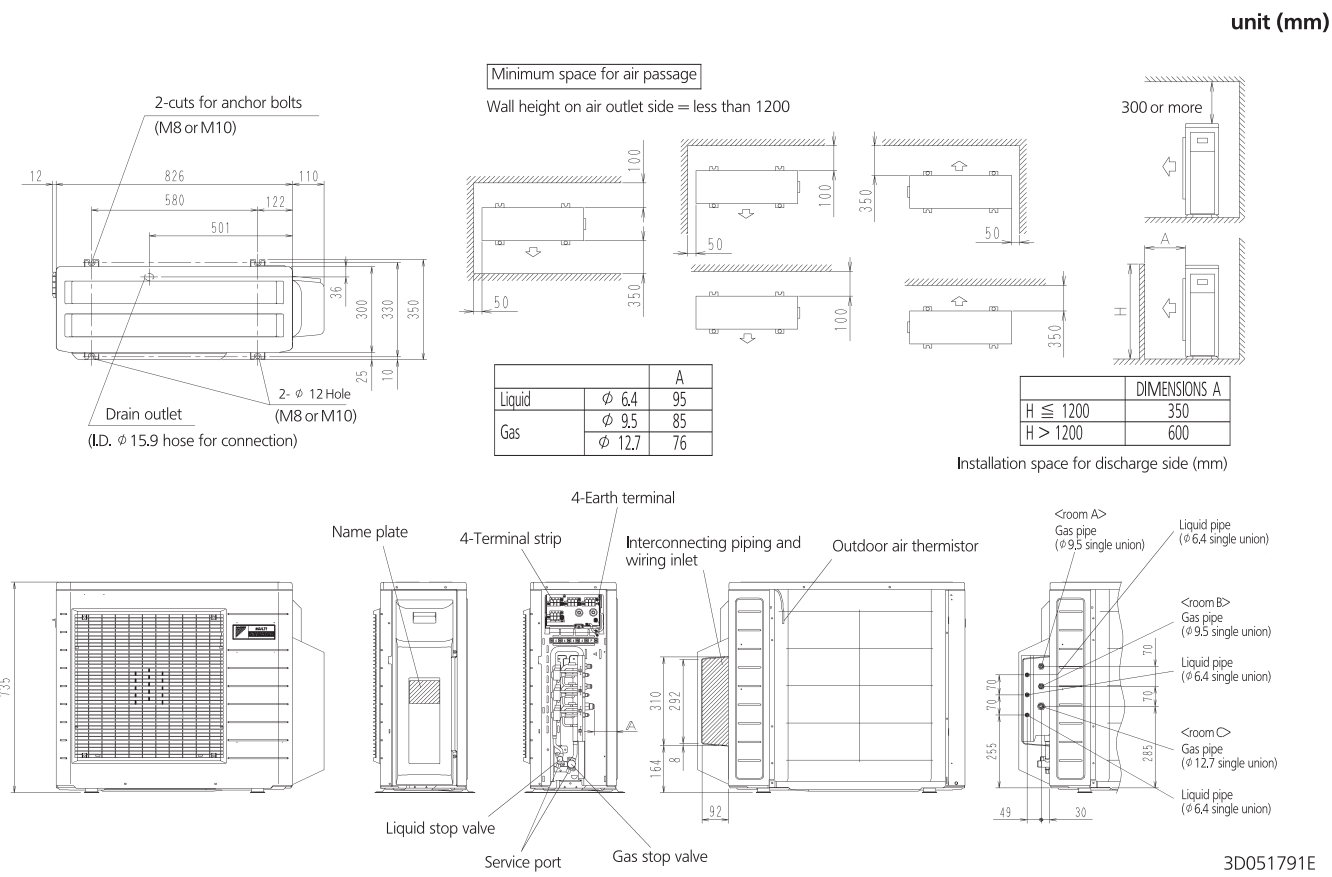 unit (mm)
Minimum space for air passage
Wall height on air outlet side = less than 1200
2-cuts for anchor bolts
(M8 or M10)
12
826
110
580
122
501
36
300
330
350
25
10
2- φ 12 Hole
(M8 or M10)
Drain outlet
(I.D. φ 15.9 hose for connection)
100
350
50
100
50
350
50
100
350
300 or more
A
H
A
Liquid φ 6.4 95
Gas φ 9.5 85
φ 12.7 76
DIMENSIONS A
H ≦ 1200 350
H > 1200 600
Installation space for discharge side (mm)
735
MULTI
Name plate
4-Terminal strip
4-Earth terminal
A
Liquid stop valve
Service port
Gas stop valve
Interconnecting piping and
wiring inlet
Outdoor air thermistor
310
292
164
8
92
<room A>
Gas pipe
(φ9.5 single union)
Liquid pipe
(φ6.4 single union)
<room B>
Gas pipe
(φ9.5 single union)
Liquid pipe
(φ6.4 single union)
<room C>
Gas pipe
(φ12.7 single union)
Liquid pipe
(φ6.4 single union)
70
70
70
70
255
285
49
30
3D051791E